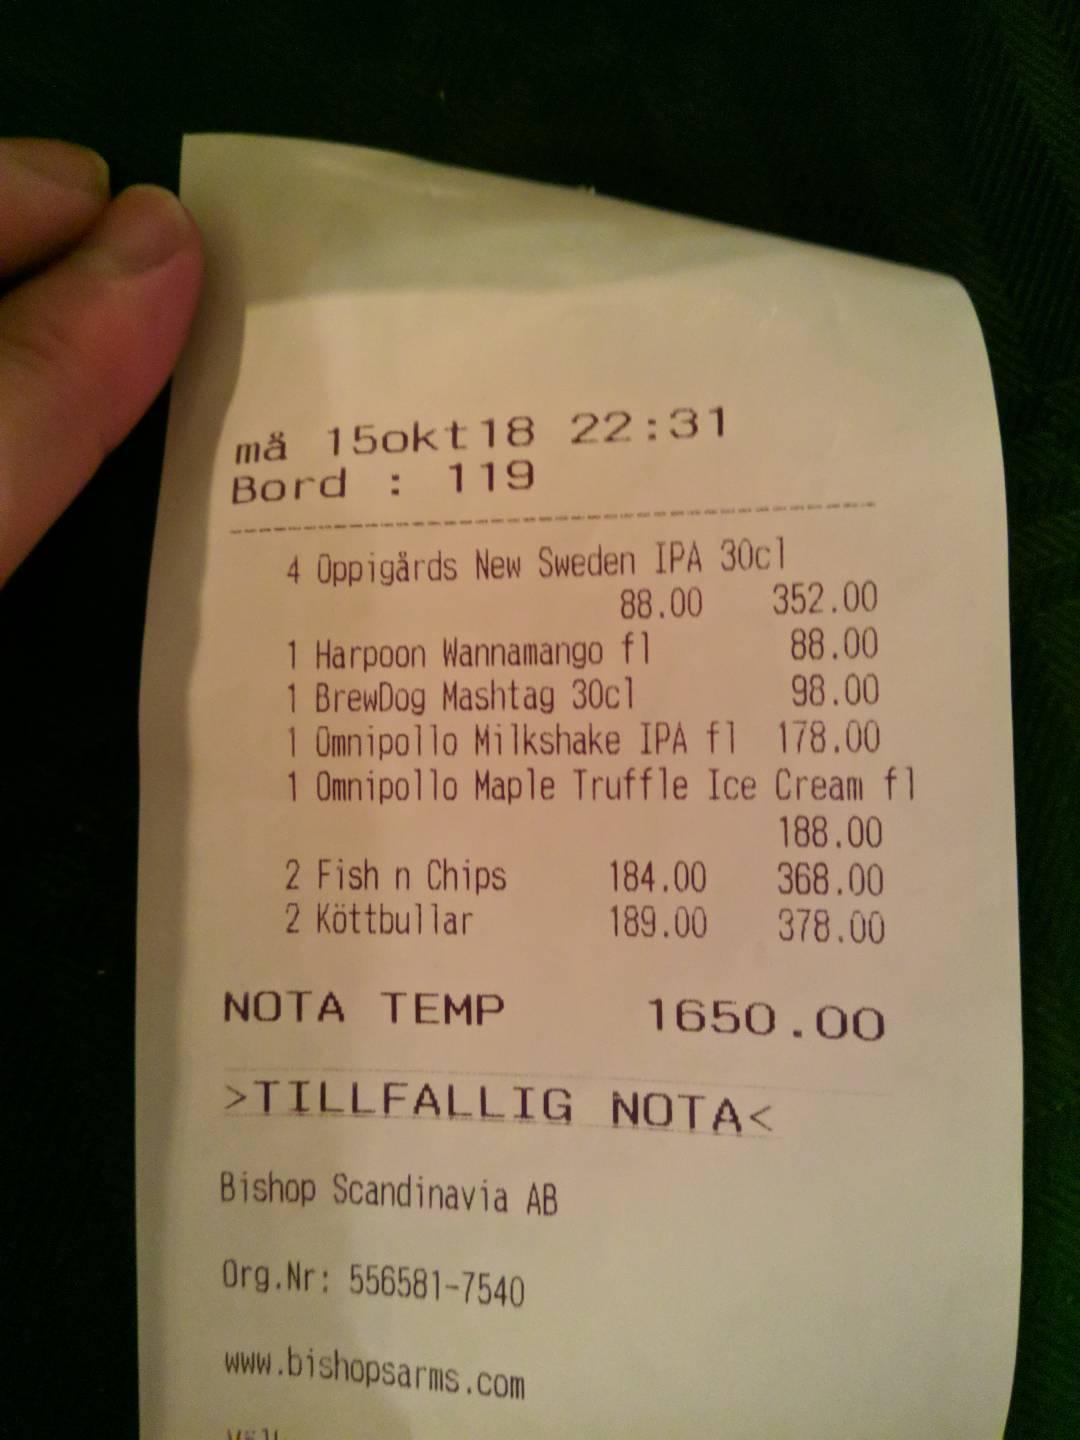 må 15okt18 22:31
Bord : 119
4 Oppigårds New Sweden IPA 30cl
88.00 352.00
1 Harpoon Wannamango fl 88.00
1 BrewDog Mashtag 30cl 98.00
1 Omnipollo Milkshake IPA fl 178.00
1 Omnipollo Maple Truffle Ice Cream fl
188.00
2 Fish n Chips 184.00 368.00
2 Köttbullar 189.00 378.00
NOTA TEMP 1650.00
>TILLFALLIG NOTA<
Bishop Scandinavia AB
Org.Nr: 556581-7540
www.bishopsarms.com